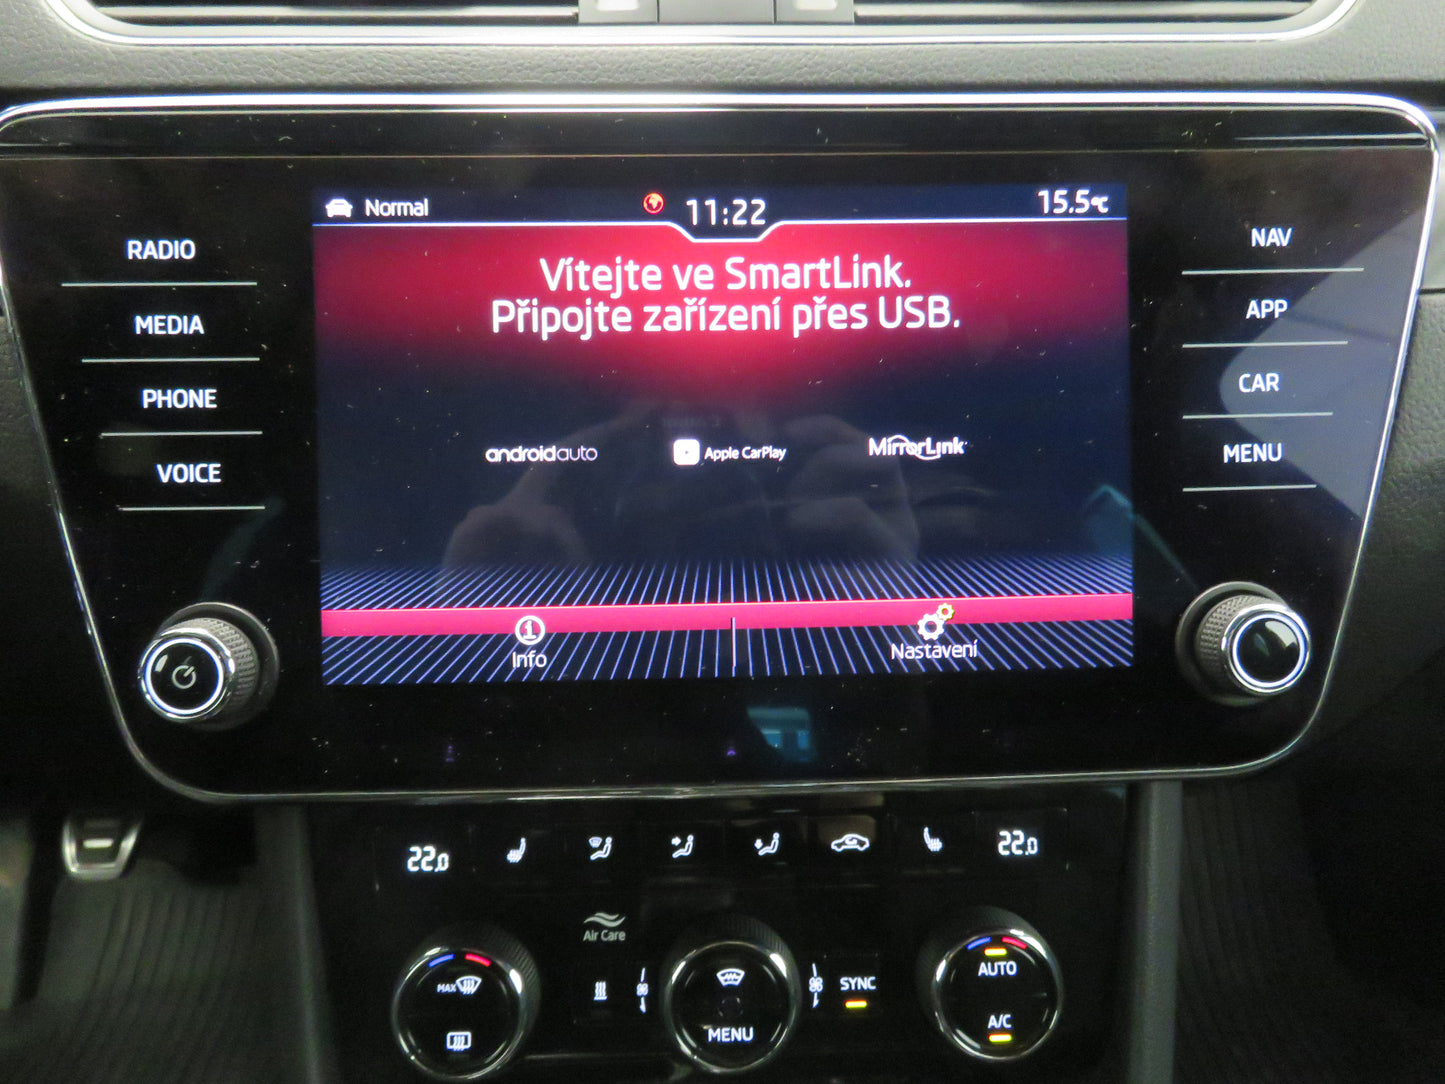 Normal
11:22
15.5°C
RADIO
MEDIA
PHONE
VOICE
NAV
APP
CAR
MENU
Vítejte ve SmartLink.
Připojte zařízení přes USB.
androidauto
Apple CarPlay
MirrorLink
Info
Nastavení
22.0
22.0
Air Care
MAX
MENU
SYNC
AUTO
A/C